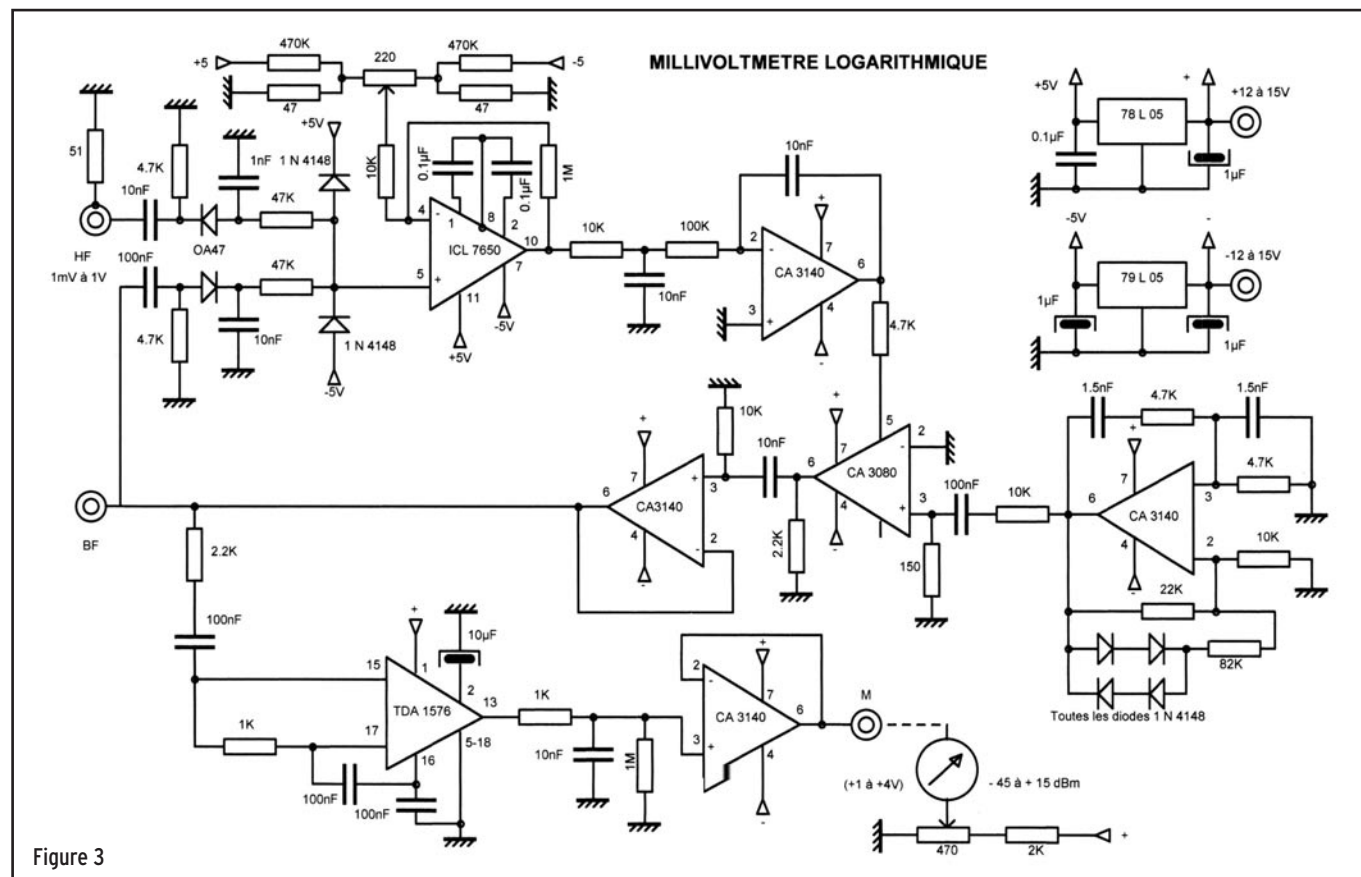 MILLIVOLTMETRE LOGARITHMIQUE
+5
470K
220
470K
-5
47
47
51
4.7K
1nF
+5V
1 N 4148
10K
0.1µF
0.1µF
1M
10nF
47K
OA47
HF
1mV à 1V
100nF
47K
4.7K
10nF
1 N 4148
-5V
4
-
1
8
2
ICL 7650
10
5
+
11
7
+5V
-5V
10K
10nF
100K
10nF
2
-
+
7
CA 3140
6
3
+
4
-
4.7K
+5V
+
78 L 05
+12 à 15V
0.1µF
1µF
-5V
-
79 L 05
-12 à 15V
1µF
1µF
BF
+
7
6
CA3140
+
3
4
-
-
2
10K
10nF
+
7
6
CA 3080
5
2
-
+
3
4
-
2.2K
150
100nF
10K
1.5nF
4.7K
1.5nF
4.7K
+
7
6
CA 3140
3
4
-
2
10K
22K
82K
Toutes les diodes 1 N 4148
2.2K
100nF
1K
15
17
+
1
TDA 1576
2
13
5-18
16
10µF
100nF
100nF
1K
10nF
1M
2
-
+
7
CA 3140
6
3
+
4
-
M
(+1 à +4V)
- 45 à + 15 dBm
470
2K
+
Figure 3